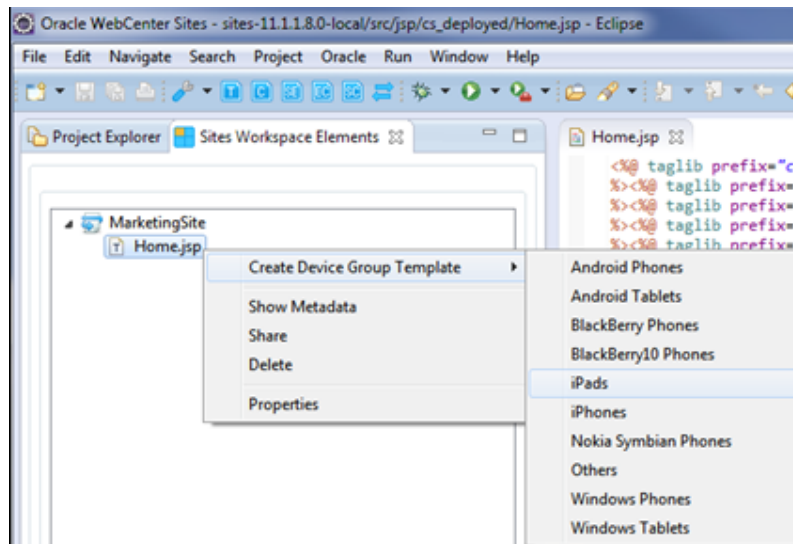 Oracle WebCenter Sites - sites-11.1.1.8.0-local/src/jsp/cs_deployed/Home.jsp - Eclipse
File Edit Navigate Search Project Oracle Run Window Help
Project Explorer Sites Workspace Elements Home.jsp
<%@ taglib prefix="c
%><%@ taglib prefix=
%><%@ taglib prefix=
%><%@ taglib prefix=
%><%@ taglib prefix=
MarketingSite
T Home.jsp
Create Device Group Template
Show Metadata
Share
Delete
Properties
Android Phones
Android Tablets
BlackBerry Phones
BlackBerry10 Phones
iPads
iPhones
Nokia Symbian Phones
Others
Windows Phones
Windows Tablets